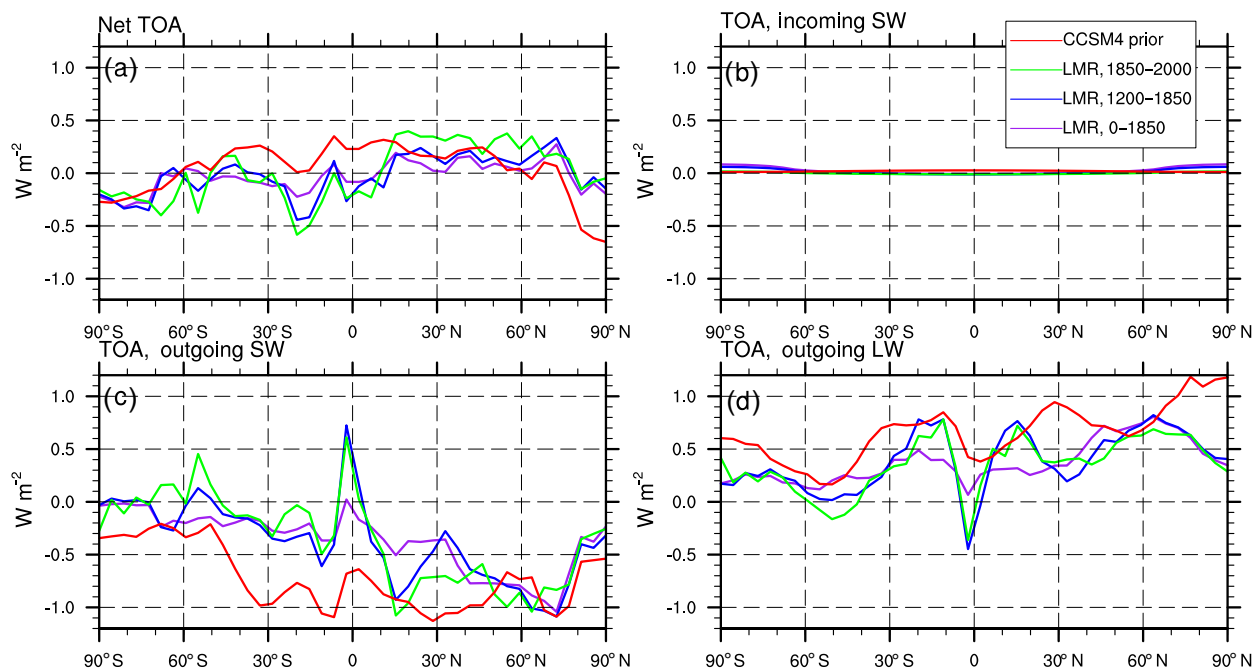 Net TOA
(a)
W m⁻²
1.0
0.5
0.0
-0.5
-1.0
90°S 60°S 30°S 0 30°N 60°N 90°N
TOA, incoming SW
(b)
CCSM4 prior
LMR, 1850−2000
LMR, 1200−1850
LMR, 0−1850
W m⁻²
1.0
0.5
0.0
-0.5
-1.0
90°S 60°S 30°S 0 30°N 60°N 90°N
TOA, outgoing SW
(c)
W m⁻²
1.0
0.5
0.0
-0.5
-1.0
90°S 60°S 30°S 0 30°N 60°N 90°N
TOA, outgoing LW
(d)
W m⁻²
1.0
0.5
0.0
-0.5
-1.0
90°S 60°S 30°S 0 30°N 60°N 90°N